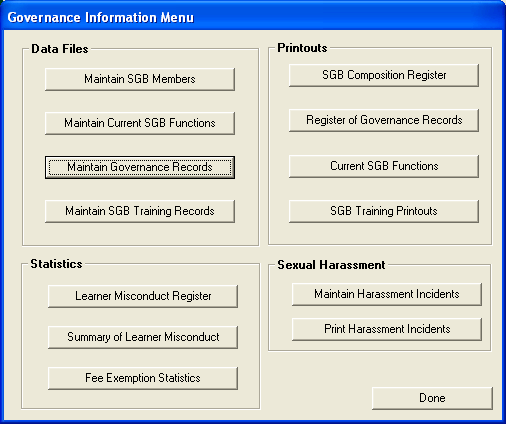 Governance Information Menu
Data Files
Maintain SGB Members
Maintain Current SGB Functions
Maintain Governance Records
Maintain SGB Training Records
Printouts
SGB Composition Register
Register of Governance Records
Current SGB Functions
SGB Training Printouts
Statistics
Learner Misconduct Register
Summary of Learner Misconduct
Fee Exemption Statistics
Sexual Harassment
Maintain Harassment Incidents
Print Harassment Incidents
Done